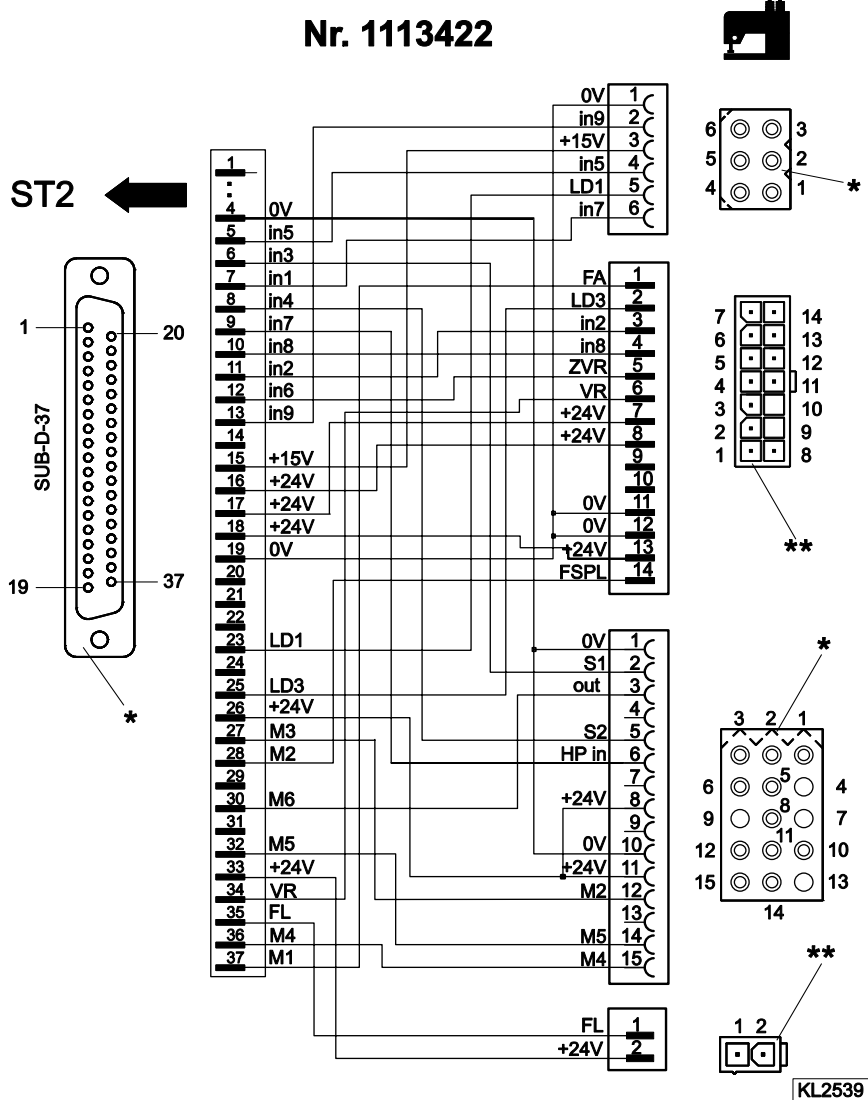 Nr. 1113422
ST2
SUB-D-37
1
20
19
37
*
1
4 0V
5 in5
6 in3
7 in1
8 in4
9 in7
10 in8
11 in2
12 in6
13 in9
14
15 +15V
16 +24V
17 +24V
18 +24V
19 0V
20
21
22
23 LD1
24
25 LD3
26 +24V
27 M3
28 M2
29
30 M6
31
32 M5
33 +24V
34 VR
35 FL
36 M4
37 M1
0V 1
in9 2
+15V 3
in5 4
LD1 5
in7 6
FA 1
LD3 2
in2 3
in8 4
ZVR 5
VR 6
+24V 7
+24V 8
9
10
0V 11
0V 12
+24V 13
FSPL 14
0V 1
S1 2
out 3
4
S2 5
HP in 6
7
+24V 8
9
0V 10
+24V 11
M2 12
13
M5 14
M4 15
FL 1
+24V 2
6 3
5 2
4 1
*
7 14
6 13
5 12
4 11
3 10
2 9
1 8
**
*
3 2 1
6 5 4
9 8 7
12 11 10
15 13
14
**
1 2
KL2539